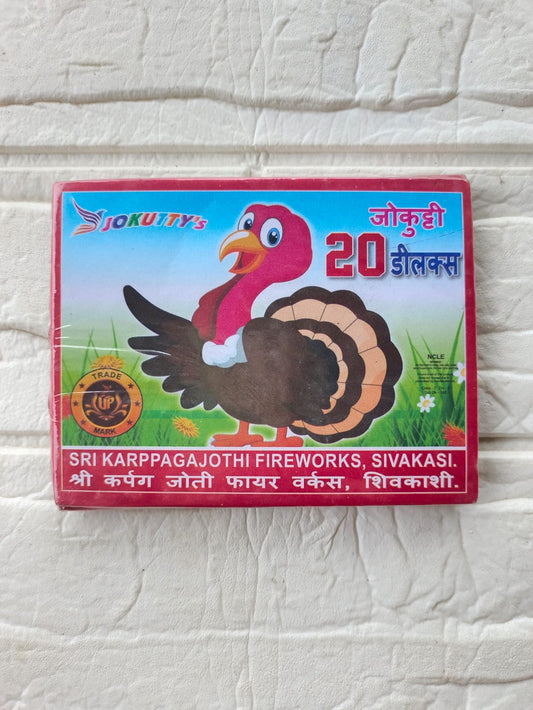 JOKUTTY's
जोकुट्टी
20 डीलक्स
NCLE
TRADE
UP
MARK
SRI KARPPAGAJOTHI FIREWORKS, SIVAKASI.
श्री कर्पग जोती फायर वर्कस, शिवकाशी.